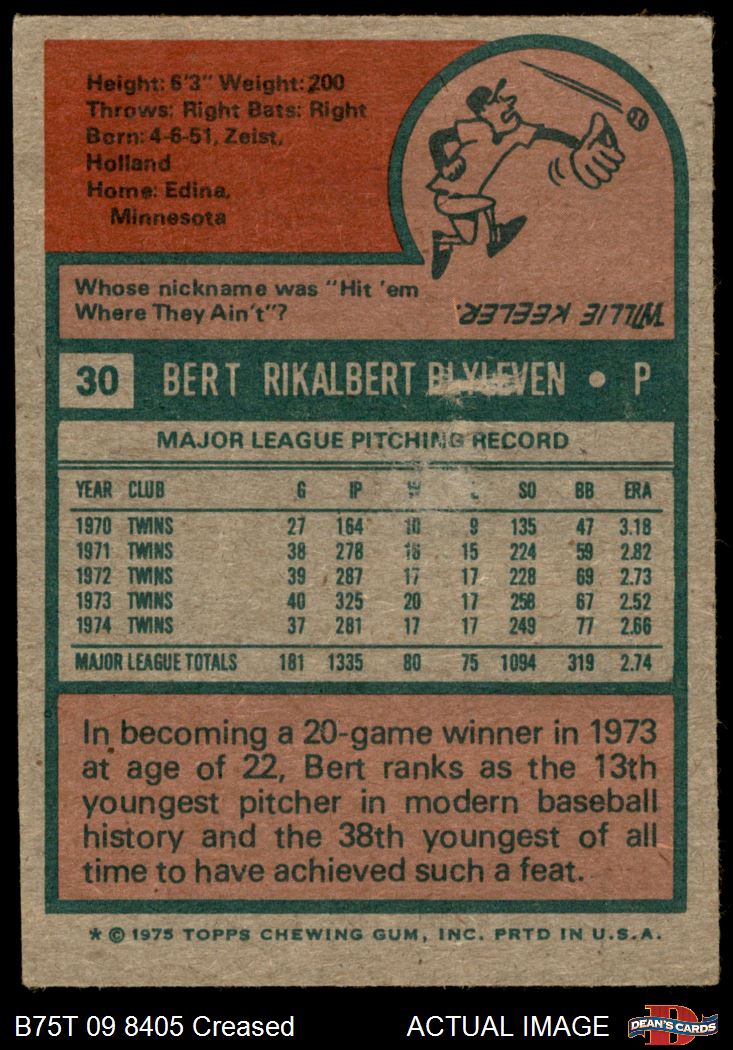 Height: 6'3" Weight: 200
Throws: Right Bats: Right
Born: 4-6-51, Zeist,
Holland
Home: Edina,
Minnesota
Whose nickname was "Hit 'em
Where They Ain't"?
WILLIE KEELER.
30 BERT RIKALBERT BLYLEVEN • P
MAJOR LEAGUE PITCHING RECORD
YEAR CLUB G IP W L SO BB ERA
1970 TWINS 27 164 10 9 135 47 3.18
1971 TWINS 38 278 16 15 224 59 2.82
1972 TWINS 39 287 17 17 228 69 2.73
1973 TWINS 40 325 20 17 258 67 2.52
1974 TWINS 37 281 17 17 249 77 2.66
MAJOR LEAGUE TOTALS 181 1335 80 75 1094 319 2.74
In becoming a 20-game winner in 1973
at age of 22, Bert ranks as the 13th
youngest pitcher in modern baseball
history and the 38th youngest of all
time to have achieved such a feat.
* © 1975 TOPPS CHEWING GUM, INC. PRTD IN U.S.A.
B75T 09 8405 Creased ACTUAL IMAGE DEAN'S CARDS